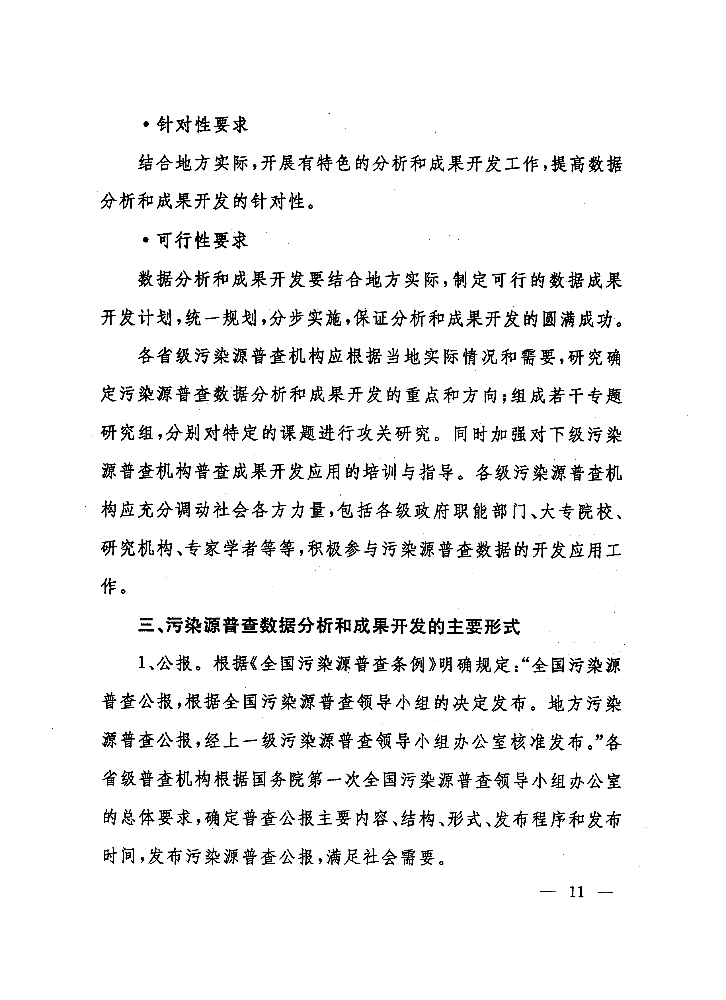 •针对性要求
结合地方实际,开展有特色的分析和成果开发工作,提高数据
分析和成果开发的针对性。
•可行性要求
数据分析和成果开发要结合地方实际,制定可行的数据成果
开发计划,统一规划,分步实施,保证分析和成果开发的圆满成功。
各省级污染源普查机构应根据当地实际情况和需要,研究确
定污染源普查数据分析和成果开发的重点和方向;组成若干专题
研究组,分别对特定的课题进行攻关研究。同时加强对下级污染
源普查机构普查成果开发应用的培训与指导。各级污染源普查机
构应充分调动社会各方力量,包括各级政府职能部门、大专院校、
研究机构、专家学者等等,积极参与污染源普查数据的开发应用工
作。
三、污染源普查数据分析和成果开发的主要形式
1、公报。根据《全国污染源普查条例》明确规定:“全国污染源
普查公报,根据全国污染源普查领导小组的决定发布。地方污染
源普查公报,经上一级污染源普查领导小组办公室核准发布。”各
省级普查机构根据国务院第一次全国污染源普查领导小组办公室
的总体要求,确定普查公报主要内容、结构、形式、发布程序和发布
时间,发布污染源普查公报,满足社会需要。
— 11 —